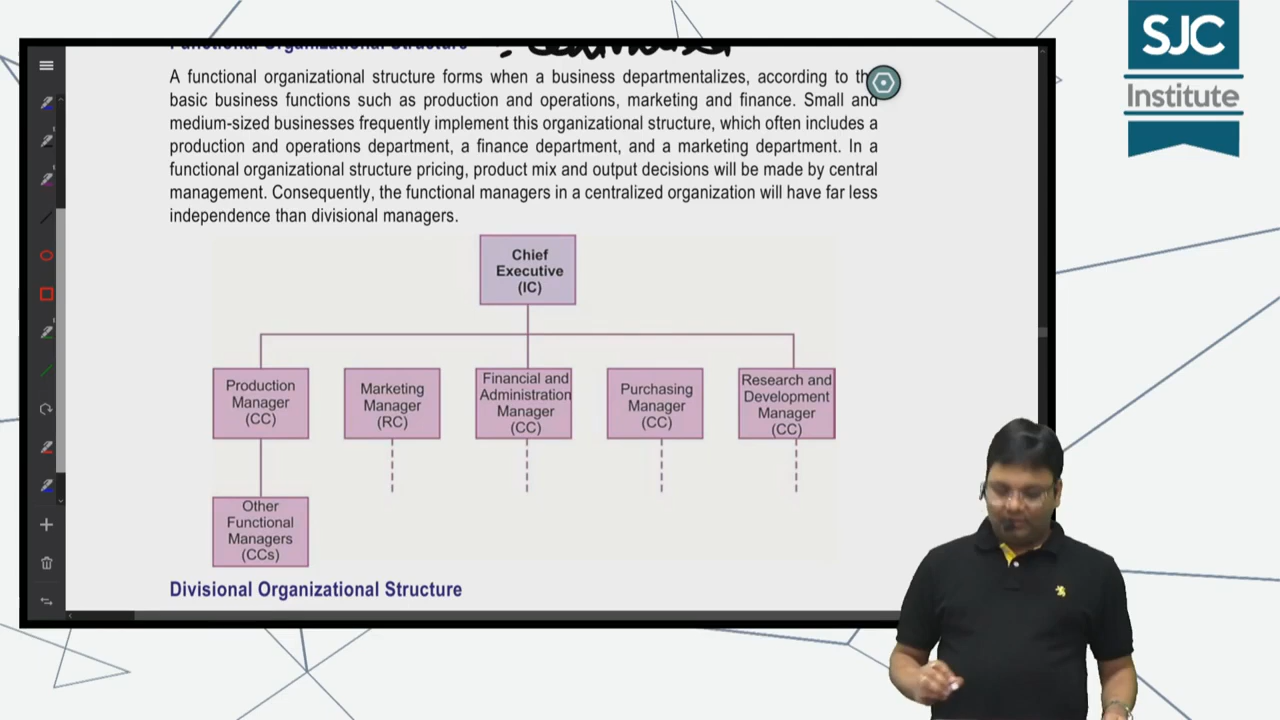 SJC
Institute
Functional Organizational Structure : Centralised
A functional organizational structure forms when a business departmentalizes, according to the
basic business functions such as production and operations, marketing and finance. Small and
medium-sized businesses frequently implement this organizational structure, which often includes a
production and operations department, a finance department, and a marketing department. In a
functional organizational structure pricing, product mix and output decisions will be made by central
management. Consequently, the functional managers in a centralized organization will have far less
independence than divisional managers.
Chief
Executive
(IC)
Production
Manager
(CC)
Marketing
Manager
(RC)
Financial and
Administration
Manager
(CC)
Purchasing
Manager
(CC)
Research and
Development
Manager
(CC)
Other
Functional
Managers
(CCs)
Divisional Organizational Structure